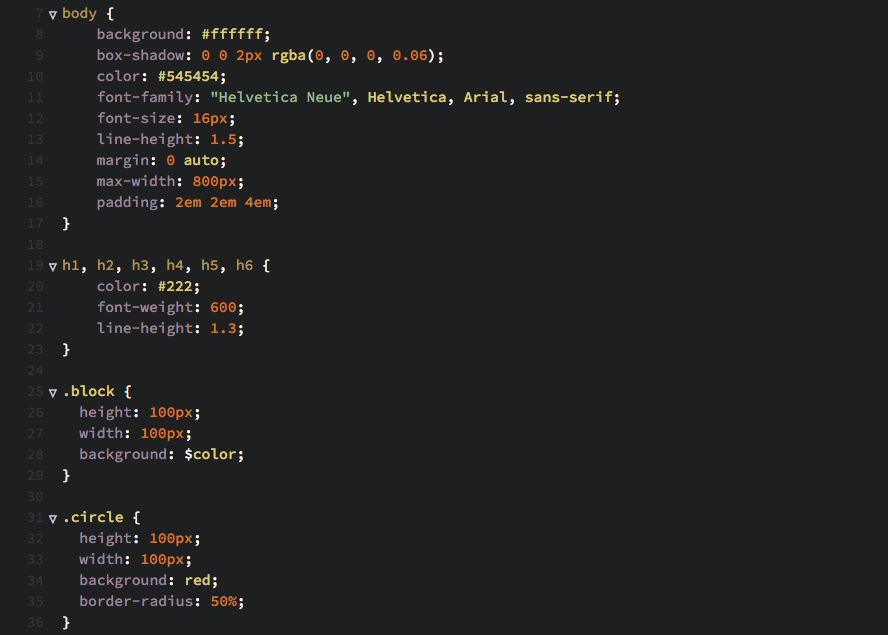 7 ▽ body {
8 background: #ffffff;
9 box-shadow: 0 0 2px rgba(0, 0, 0, 0.06);
10 color: #545454;
11 font-family: "Helvetica Neue", Helvetica, Arial, sans-serif;
12 font-size: 16px;
13 line-height: 1.5;
14 margin: 0 auto;
15 max-width: 800px;
16 padding: 2em 2em 4em;
17 }
18
19 ▽ h1, h2, h3, h4, h5, h6 {
20 color: #222;
21 font-weight: 600;
22 line-height: 1.3;
23 }
24
25 ▽ .block {
26 height: 100px;
27 width: 100px;
28 background: $color;
29 }
30
31 ▽ .circle {
32 height: 100px;
33 width: 100px;
34 background: red;
35 border-radius: 50%;
36 }